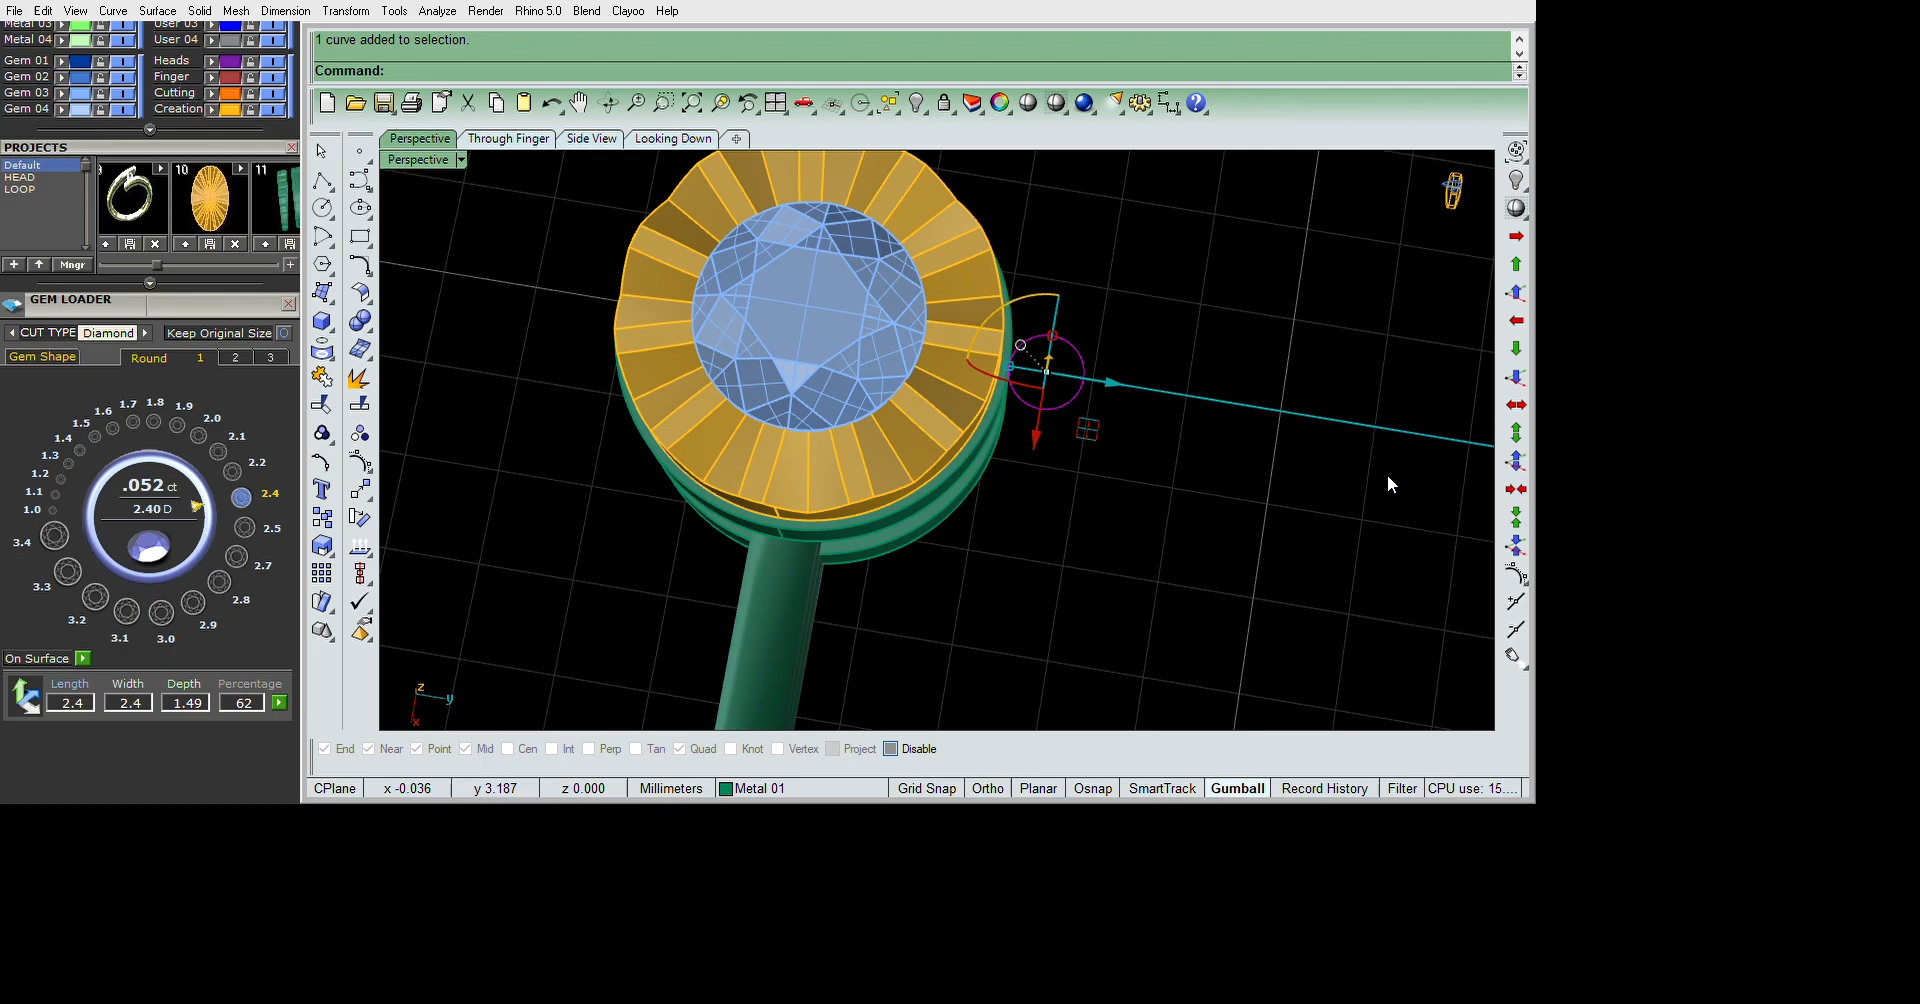 File Edit View Curve Surface Solid Mesh Dimension Transform Tools Analyze Render Rhino 5.0 Blend Clayoo Help
Metal 03 User 03
Metal 04 User 04
Gem 01 Heads
Gem 02 Finger
Gem 03 Cutting
Gem 04 Creation
1 curve added to selection.
Command:
PROJECTS
Default
HEAD
LOOP
10 11
Mngr
GEM LOADER
CUT TYPE Diamond Keep Original Size
Gem Shape Round 1 2 3
1.0 1.1 1.2 1.3 1.4 1.5 1.6 1.7 1.8 1.9 2.0 2.1 2.2 2.4 2.5 2.7 2.8 2.9 3.0 3.1 3.2 3.3 3.4
.052 ct
2.40 D
On Surface
Length Width Depth Percentage
2.4 2.4 1.49 62
Perspective Through Finger Side View Looking Down
Perspective
z
y
x
End Near Point Mid Cen Int Perp Tan Quad Knot Vertex Project Disable
CPlane x -0.036 y 3.187 z 0.000 Millimeters Metal 01 Grid Snap Ortho Planar Osnap SmartTrack Gumball Record History Filter CPU use: 15....